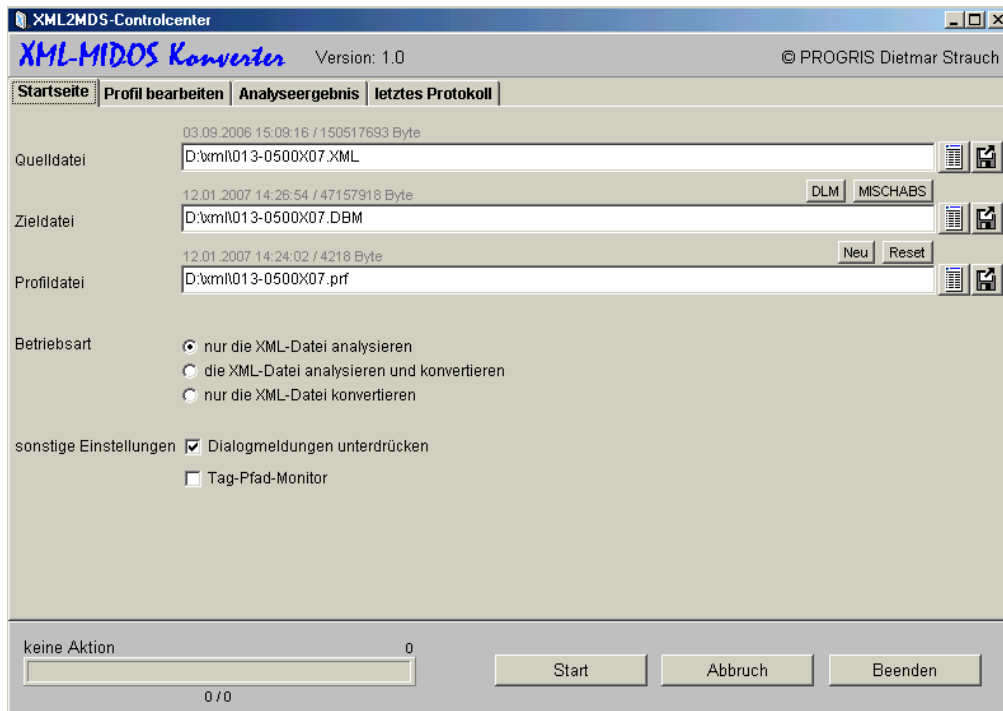 XML2MDS-Controlcenter
XML-MIDOS Konverter Version: 1.0 © PROGRIS Dietmar Strauch
Startseite Profil bearbeiten Analyseergebnis letztes Protokoll
03.09.2006 15:09:16 / 150517693 Byte
Quelldatei D:\xml\013-0500X07.XML
12.01.2007 14:26:54 / 47157918 Byte DLM MISCHABS
Zieldatei D:\xml\013-0500X07.DBM
12.01.2007 14:24:02 / 4218 Byte Neu Reset
Profildatei D:\xml\013-0500X07.prf
Betriebsart nur die XML-Datei analysieren
die XML-Datei analysieren und konvertieren
nur die XML-Datei konvertieren
sonstige Einstellungen Dialogmeldungen unterdrücken
Tag-Pfad-Monitor
keine Aktion 0
Start Abbruch Beenden
0 / 0